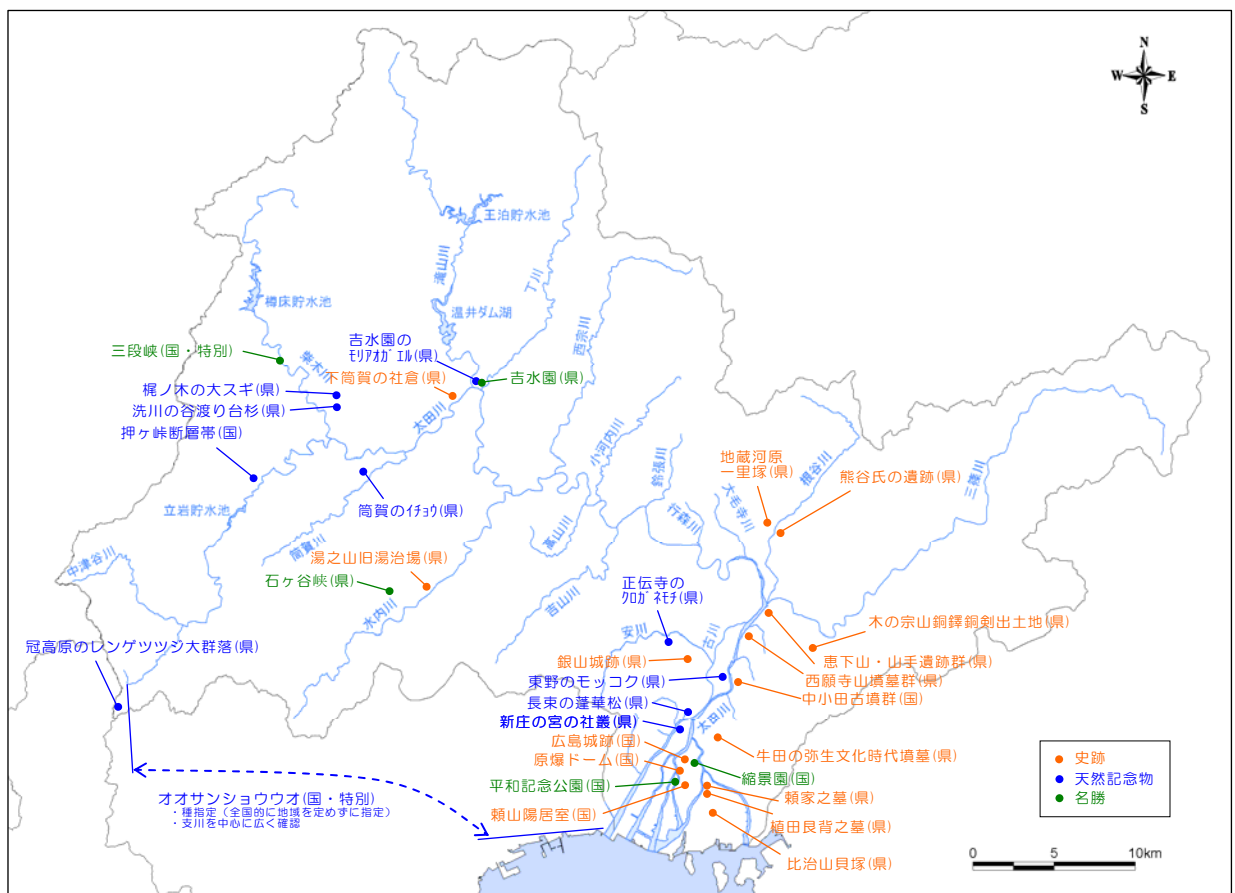 N
W
E
S
王泊貯水池
滝山川
丁川
樽床貯水池
温井ダム湖
西宗川
吉水園の
ﾓﾘｱｵｶﾞｴﾙ(県)
三段峡(国・特別)
柴木川
不筒賀の社倉(県)
吉水園(県)
梶ノ木の大スギ(県)
洗川の谷渡り台杉(県)
太田川
押ヶ峠断層帯(国)
小河内川
鈴張川
地蔵河原
一里塚(県)
根谷川
熊谷氏の遺跡(県)
三篠川
大毛寺川
行森川
立岩貯水池
筒賀のｲﾁｮｳ(県)
筒賀川
高山川
中津谷川
湯之山旧湯治場(県)
石ヶ谷峡(県)
水内川
吉山川
正伝寺の
ｸﾛｶﾞﾈﾓﾁ(県)
安川
古川
木の宗山銅鐸銅剣出土地(県)
冠高原のレンゲツツジ大群落(県)
銀山城跡(県)
恵下山・山手遺跡群(県)
東野のモッコク(県)
西願寺山墳墓群(県)
中小田古墳群(国)
長束の蓬莱松(県)
太田川
新庄の宮の社叢(県)
広島城跡(国)
牛田の弥生文化時代墳墓(県)
原爆ドーム(国)
縮景園(国)
平和記念公園(国)
頼家之墓(県)
頼山陽居室(国)
植田艮背之墓(県)
比治山貝塚(県)
オオサンショウウオ(国・特別)
・種指定（全国的に地域を定めずに指定）
・支川を中心に広く確認
史跡
天然記念物
名勝
0
5
10km